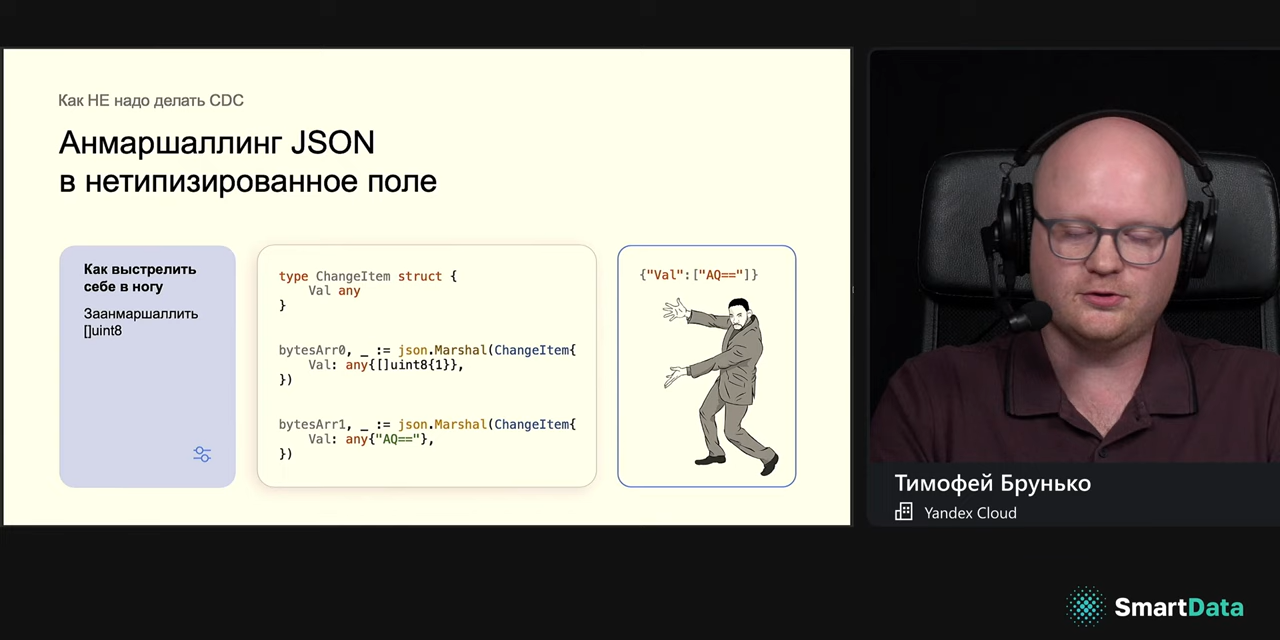 Как НЕ надо делать CDC
Анмаршаллинг JSON
в нетипизированное поле
Как выстрелить
себе в ногу
Заанмаршаллить
[]uint8
type ChangeItem struct {
Val any
}
bytesArr0, _ := json.Marshal(ChangeItem{
Val: any{[]uint8{1}},
})
bytesArr1, _ := json.Marshal(ChangeItem{
Val: any{"AQ=="},
})
{"Val":["AQ=="]}
Тимофей Брунько
Yandex Cloud
SmartData